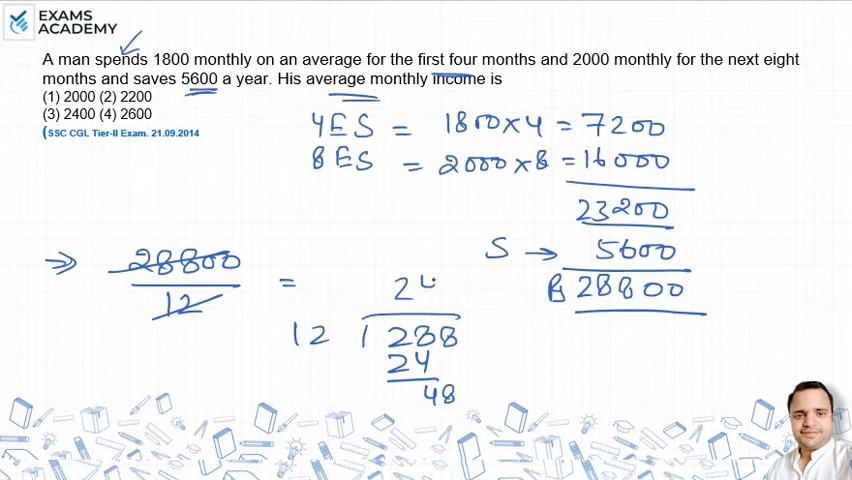 EXAMS
ACADEMY
A man spends 1800 monthly on an average for the first four months and 2000 monthly for the next eight
months and saves 5600 a year. His average monthly income is
(1) 2000 (2) 2200
(3) 2400 (4) 2600
(SSC CGL Tier-II Exam. 21.09.2014
4ES = 1800×4 = 7200
8ES = 2000×8 = 16000
23200
S → 5600
28800
⇒ 28800
12
=
24
12 288
24
48